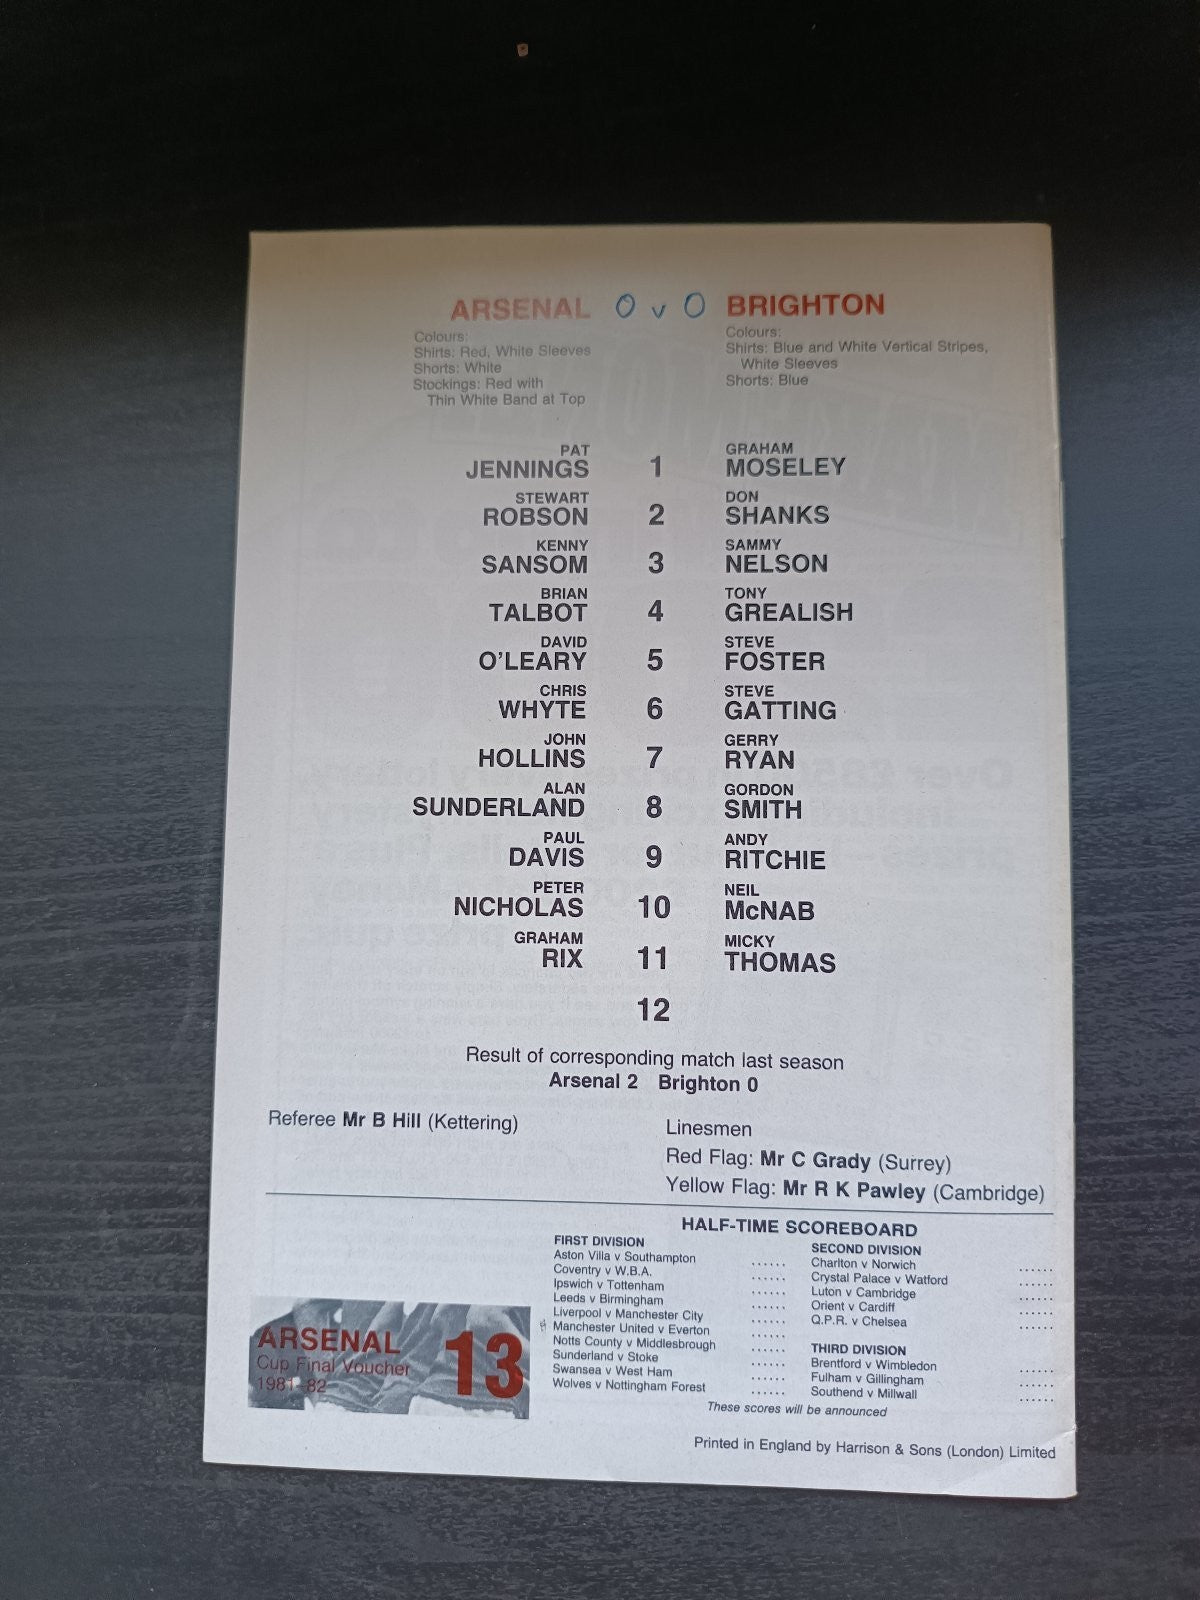 ARSENAL 0 v 0 BRIGHTON
Colours:
Shirts: Red, White Sleeves
Shorts: White
Stockings: Red with
Thin White Band at Top
Colours:
Shirts: Blue and White Vertical Stripes,
White Sleeves
Shorts: Blue
PAT GRAHAM
JENNINGS 1 MOSELEY
STEWART DON
ROBSON 2 SHANKS
KENNY SAMMY
SANSOM 3 NELSON
BRIAN TONY
TALBOT 4 GREALISH
DAVID STEVE
O'LEARY 5 FOSTER
CHRIS STEVE
WHYTE 6 GATTING
JOHN GERRY
HOLLINS 7 RYAN
ALAN GORDON
SUNDERLAND 8 SMITH
PAUL ANDY
DAVIS 9 RITCHIE
PETER NEIL
NICHOLAS 10 McNAB
GRAHAM MICKY
RIX 11 THOMAS
12
Result of corresponding match last season
Arsenal 2 Brighton 0
Referee Mr B Hill (Kettering)
Linesmen
Red Flag: Mr C Grady (Surrey)
Yellow Flag: Mr R K Pawley (Cambridge)
HALF-TIME SCOREBOARD
FIRST DIVISION
Aston Villa v Southampton ......
Coventry v W.B.A. ......
Ipswich v Tottenham ......
Leeds v Birmingham ......
Liverpool v Manchester City ......
Manchester United v Everton ......
Notts County v Middlesbrough ......
Sunderland v Stoke ......
Swansea v West Ham ......
Wolves v Nottingham Forest ......
SECOND DIVISION
Charlton v Norwich ......
Crystal Palace v Watford ......
Luton v Cambridge ......
Orient v Cardiff ......
Q.P.R. v Chelsea ......
THIRD DIVISION
Brentford v Wimbledon ......
Fulham v Gillingham ......
Southend v Millwall ......
These scores will be announced
ARSENAL
Cup Final Voucher
1981-82
13
Printed in England by Harrison & Sons (London) Limited